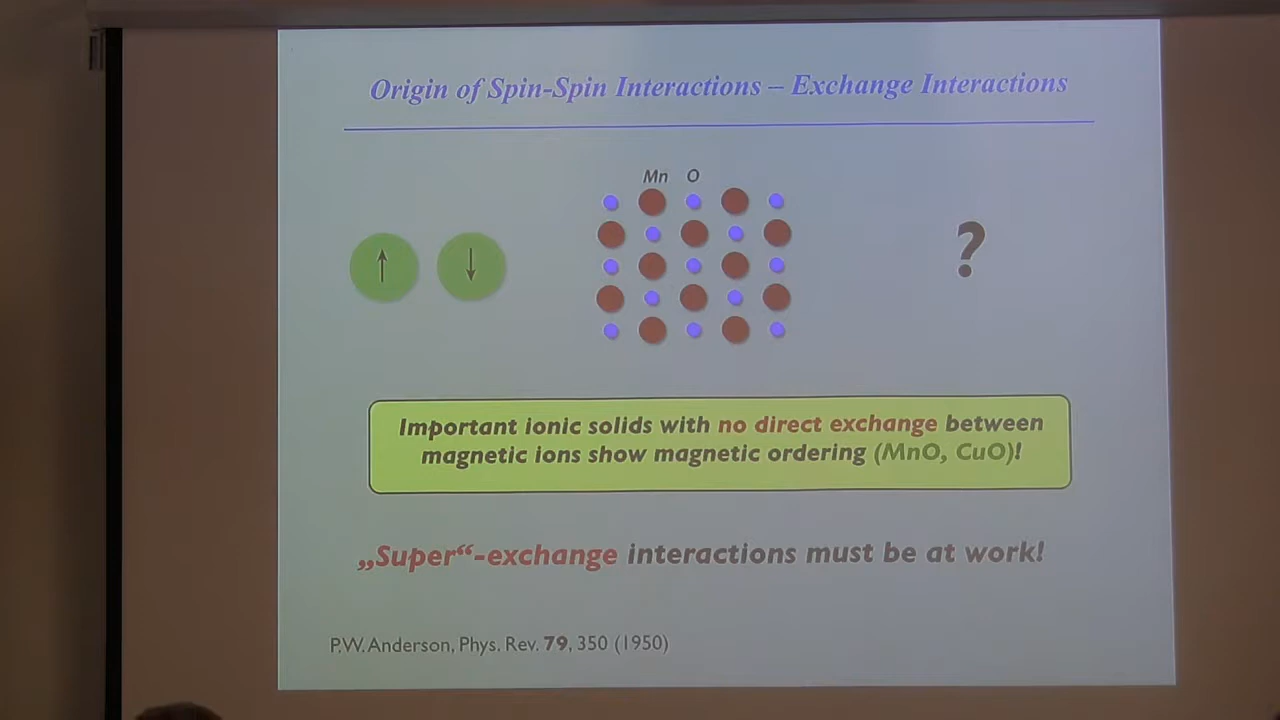 Origin of Spin-Spin Interactions – Exchange Interactions
Mn O
↑ ↓
?
Important ionic solids with no direct exchange between
magnetic ions show magnetic ordering (MnO, CuO)!
„Super“-exchange interactions must be at work!
P.W. Anderson, Phys. Rev. 79, 350 (1950)